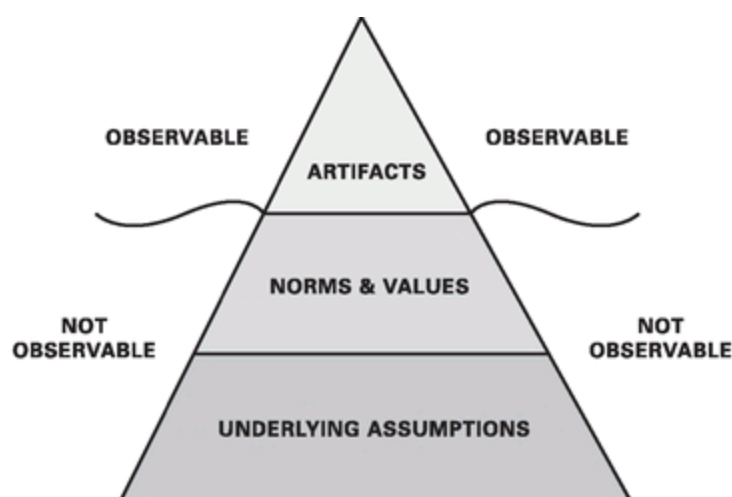 OBSERVABLE
OBSERVABLE
ARTIFACTS
NORMS & VALUES
NOT
OBSERVABLE
NOT
OBSERVABLE
UNDERLYING ASSUMPTIONS